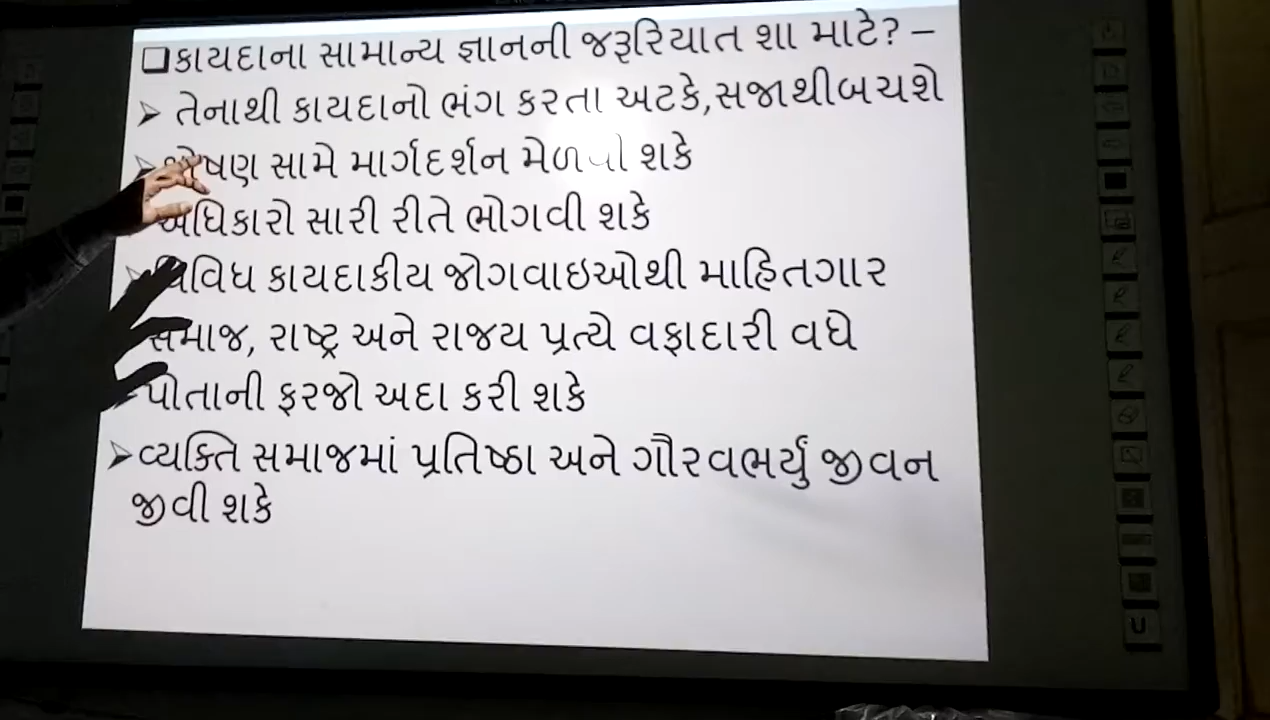 કાયદાના સામાન્ય જ્ઞાનની જરૂરિયાત શા માટે? –
તેનાથી કાયદાનો ભંગ કરતા અટકે,સજાથીબચશે
સામે માર્ગદર્શન મેળવી શકે
અધિકારો સારી રીતે ભોગવી શકે
વિવિધ કાયદાકીય જોગવાઇઓથી માહિતગાર
સમાજ, રાષ્ટ્ર અને રાજય પ્રત્યે વફાદારી વધે
પોતાની ફરજો અદા કરી શકે
વ્યક્તિ સમાજમાં પ્રતિષ્ઠા અને ગૌરવભર્યું જીવન
જીવી શકે